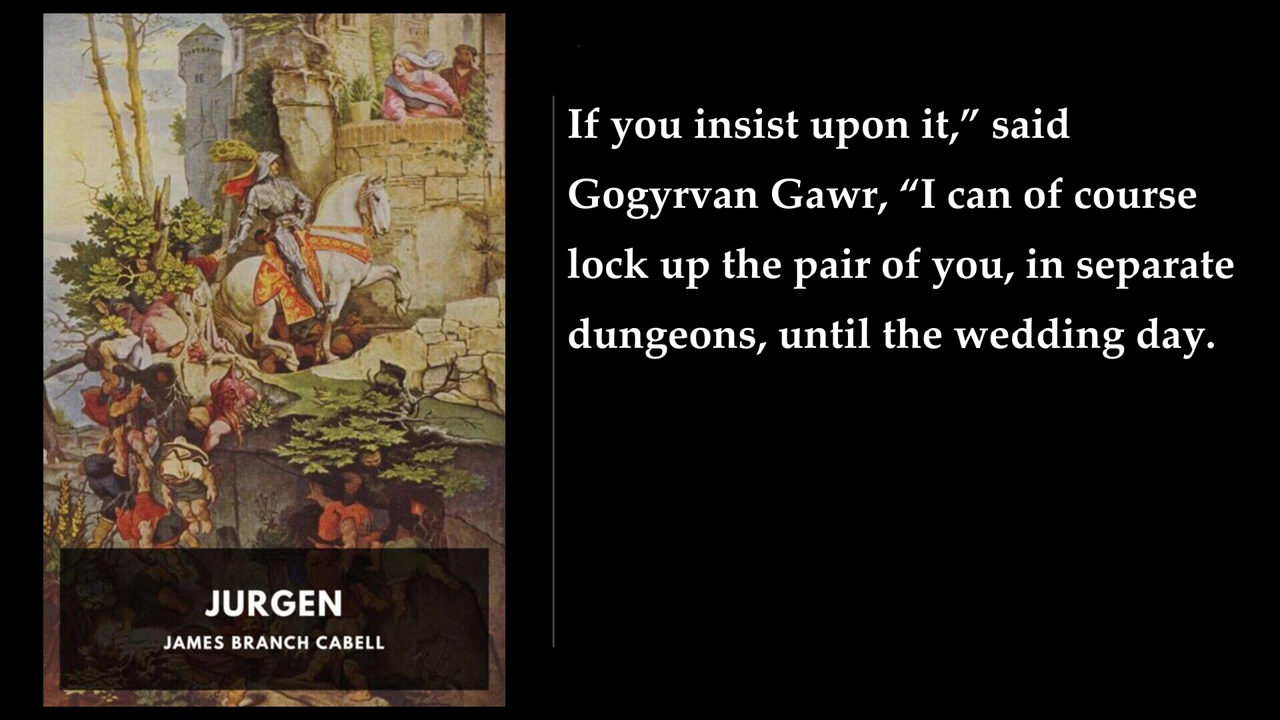 If you insist upon it,” said
Gogyrvan Gawr, “I can of course
lock up the pair of you, in separate
dungeons, until the wedding day.
JURGEN
JAMES BRANCH CABELL